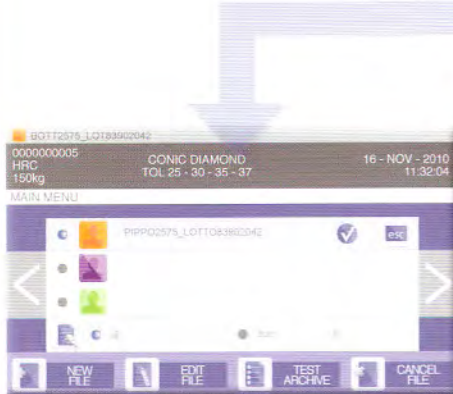 BOTT2575_LOT83902042
0000000005
HRC
150kg
CONIC DIAMOND
TOL 25 - 30 - 35 - 37
16 - NOV - 2010
11:32:04
MAIN MENU
PIPPO2575_LOTTO83902042
esc
NEW FILE
EDIT FILE
TEST ARCHIVE
CANCEL FILE